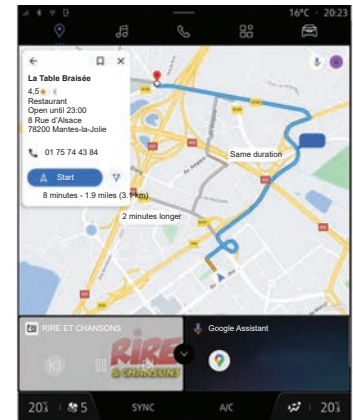 16°C · 20:23
La Table Braisée
4,5★ · €
Restaurant
Open until 23:00
8 Rue d'Alsace
78200 Mantes-la-Jolie
01 75 74 43 84
Start
8 minutes - 1.9 miles (3.1 km)
Same duration
2 minutes longer
RIRE ET CHANSONS
RIRE
& CHANSONS
Google Assistant
5
SYNC
A/C